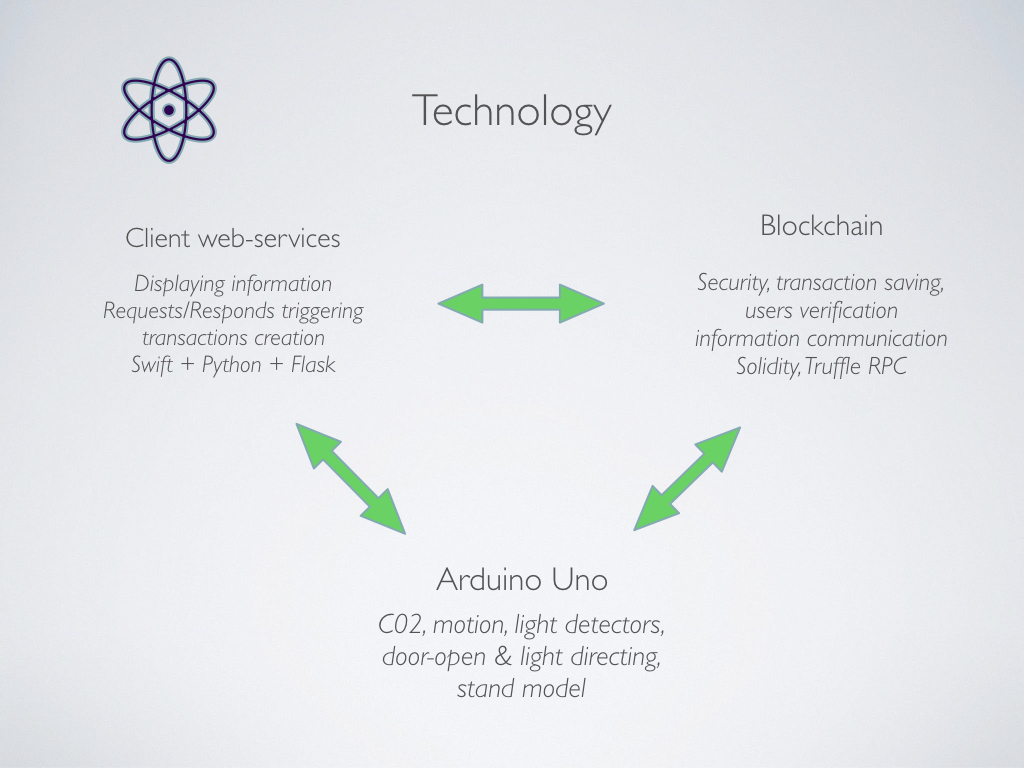 Technology
Client web-services
Displaying information
Requests/Responds triggering
transactions creation
Swift + Python + Flask
Blockchain
Security, transaction saving,
users verification
information communication
Solidity, Truffle RPC
Arduino Uno
C02, motion, light detectors,
door-open & light directing,
stand model